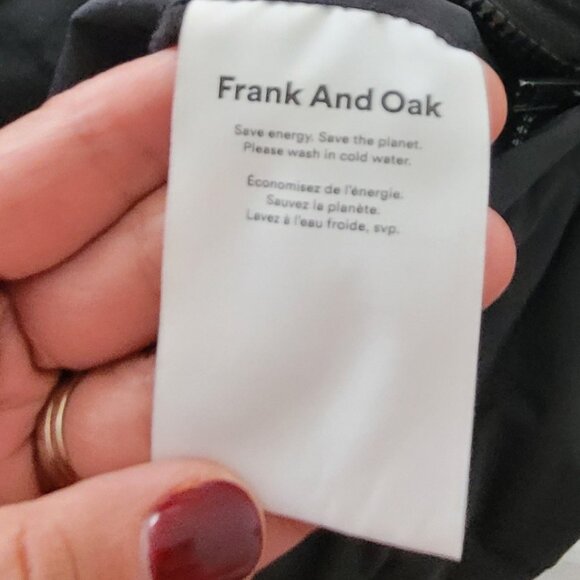 Frank And Oak
Save energy. Save the planet.
Please wash in cold water.
Économisez de l'énergie.
Sauvez la planète.
Lavez à l'eau froide, svp.